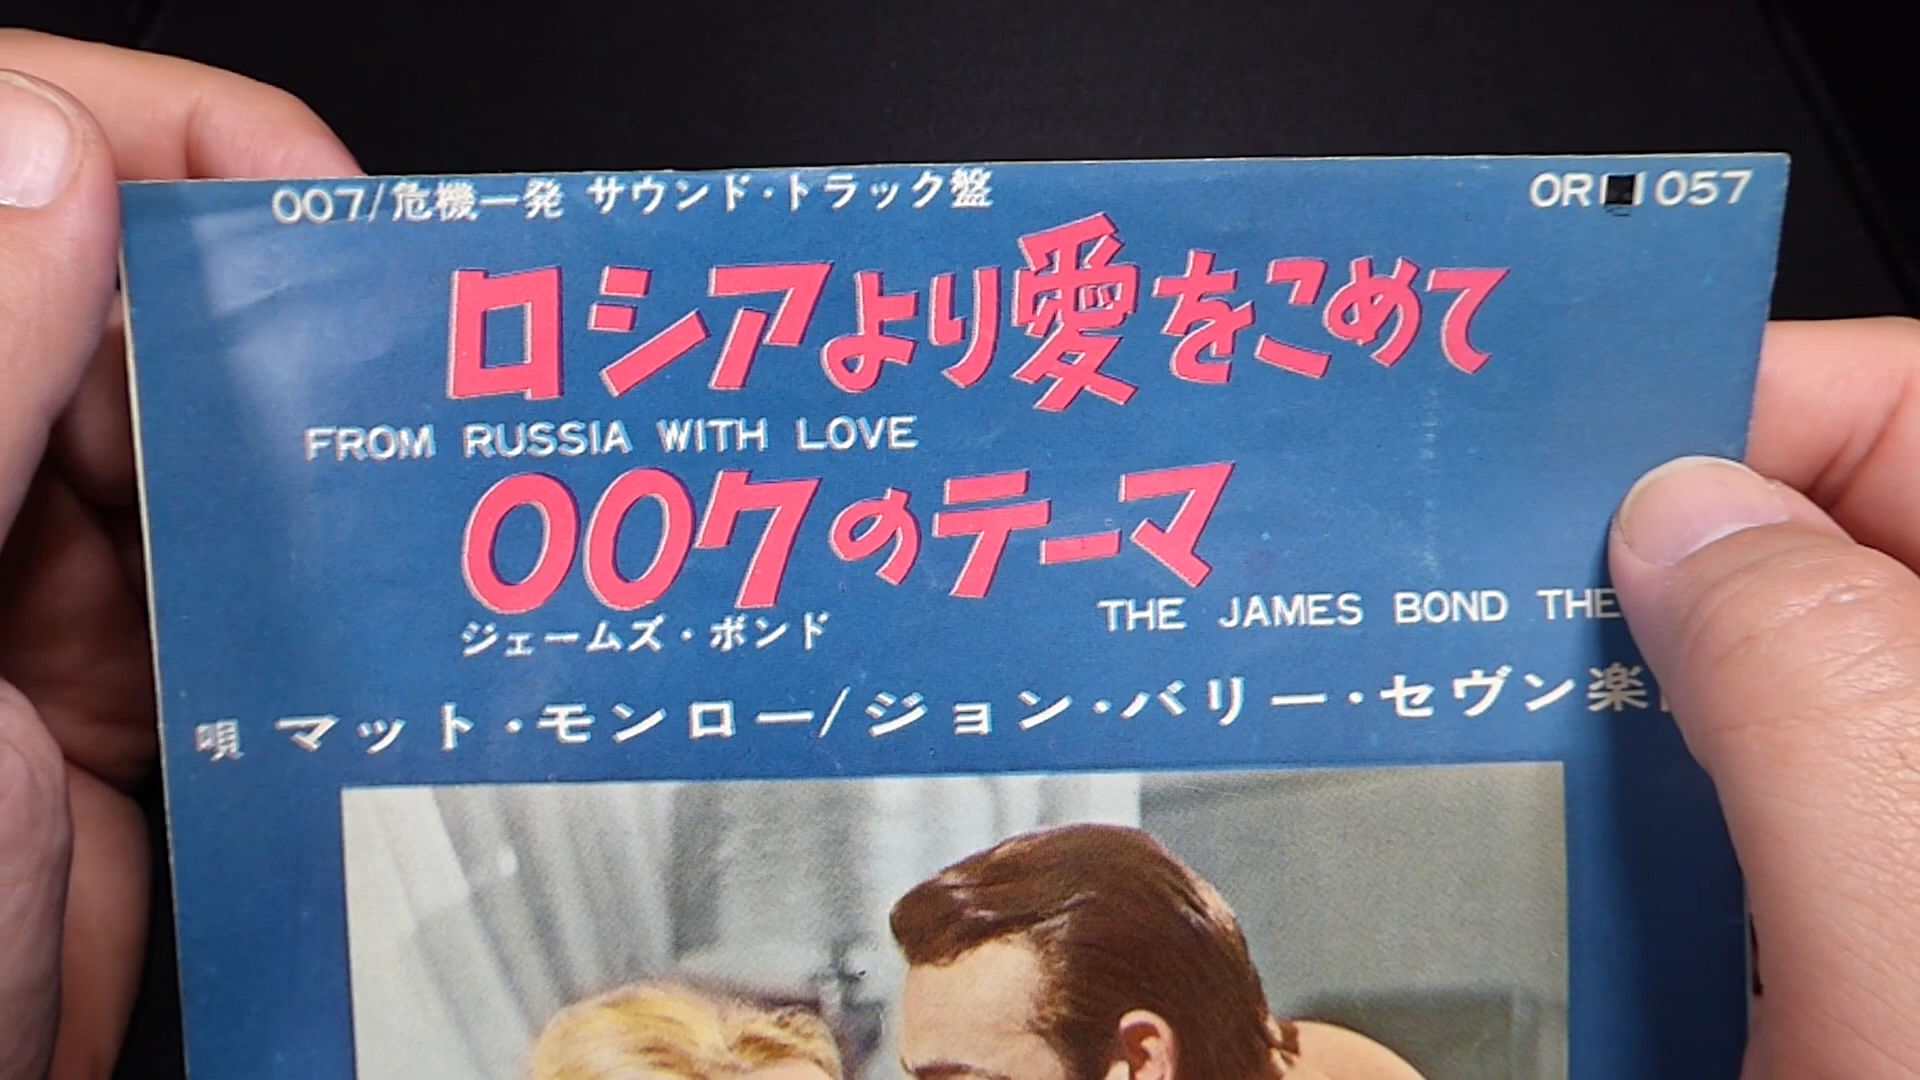 007/危機一発 サウンド・トラック盤
1057
ロシアより愛をこめて
FROM RUSSIA WITH LOVE
007のテーマ
ジェームズ・ボンド
THE JAMES BOND THE
唄 マット・モンロー/ジョン・バリー・セヴン楽